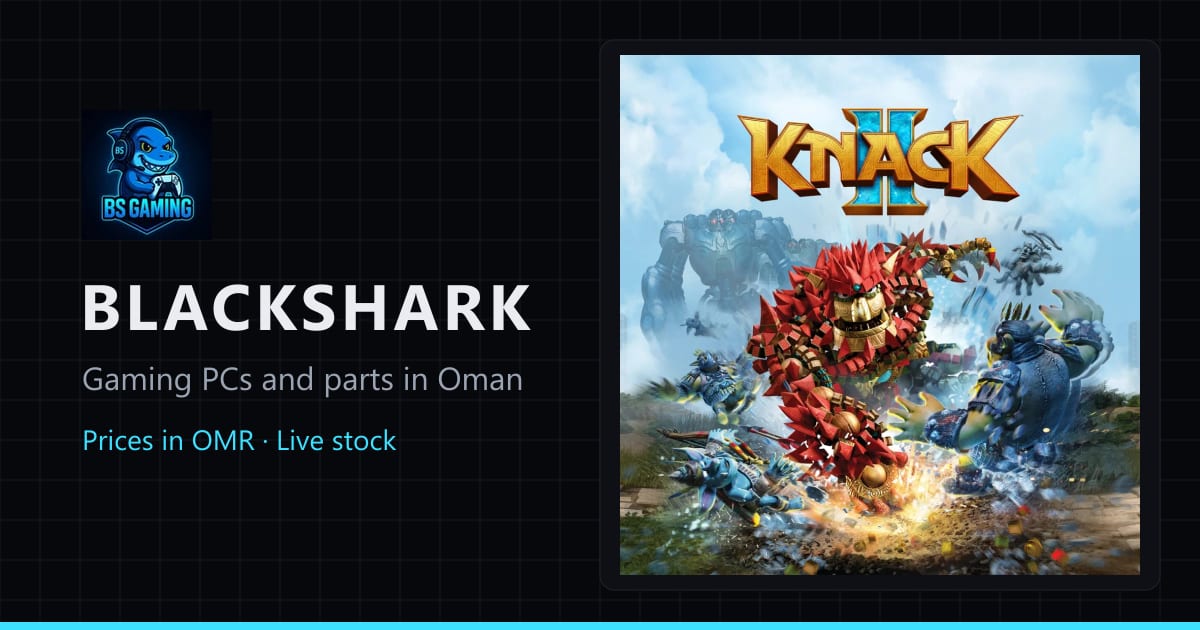 BS
BS GAMING
BLACKSHARK
Gaming PCs and parts in Oman
Prices in OMR · Live stock
KNACK
II